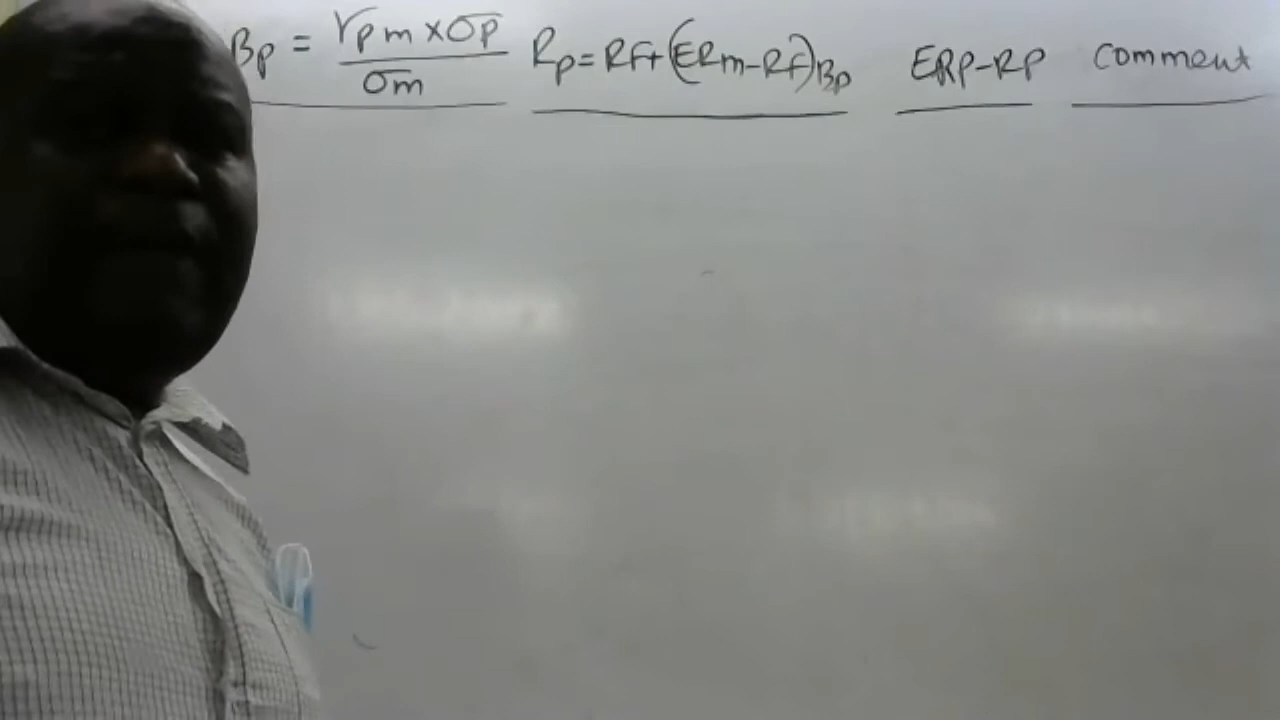 βp = rpm x σp / σm   Rp = RF + (ERm - RF)βp   ERP - RP   comment